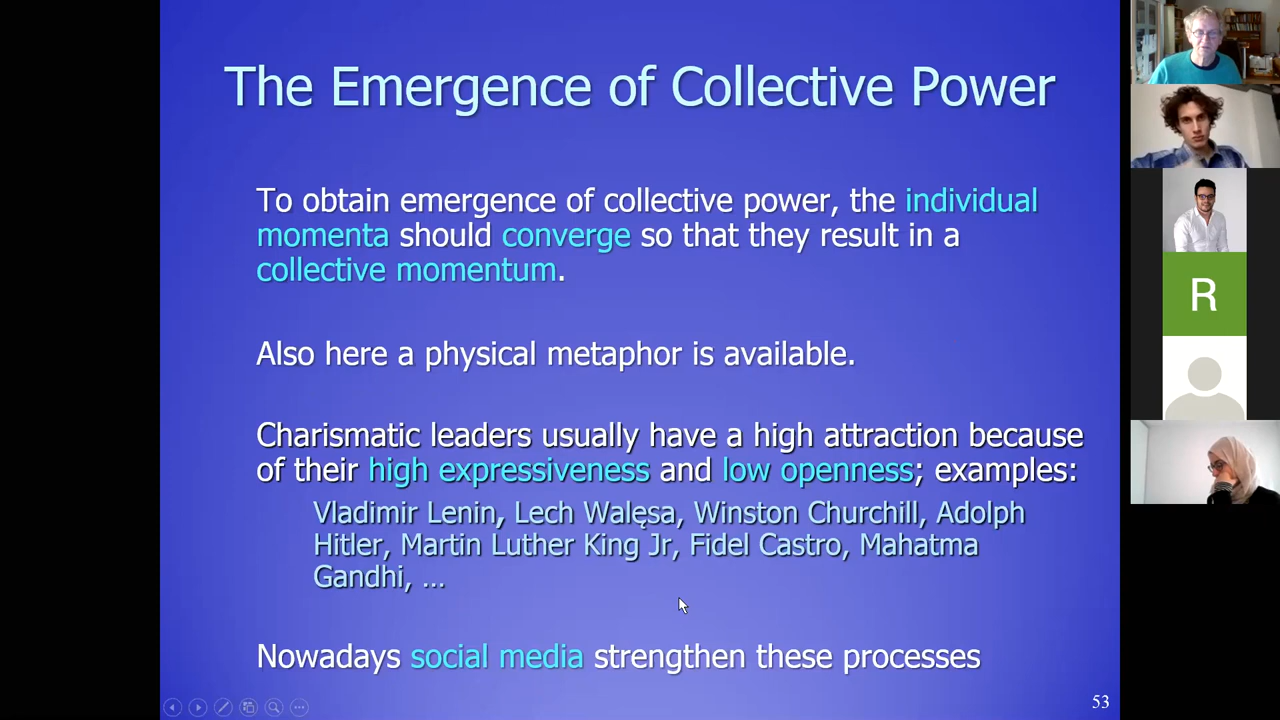 The Emergence of Collective Power
To obtain emergence of collective power, the individual
momenta should converge so that they result in a
collective momentum.
Also here a physical metaphor is available.
Charismatic leaders usually have a high attraction because
of their high expressiveness and low openness; examples:
Vladimir Lenin, Lech Walęsa, Winston Churchill, Adolph
Hitler, Martin Luther King Jr, Fidel Castro, Mahatma
Gandhi, ...
Nowadays social media strengthen these processes
53
R